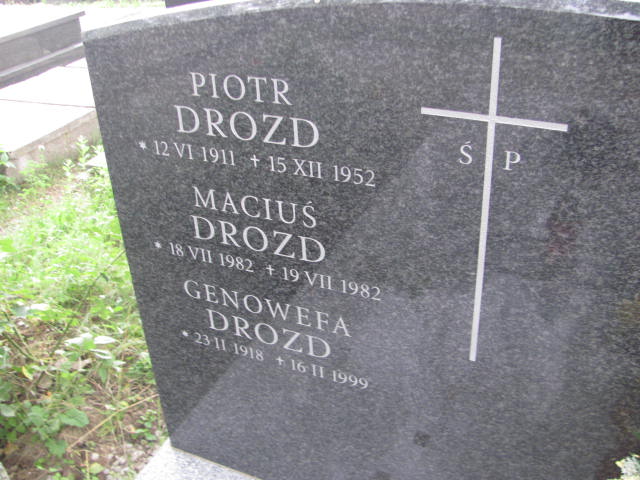 PIOTR
DROZD
* 12 VI 1911 + 15 XII 1952
MACIUŚ
DROZD
* 18 VII 1982 + 19 VII 1982
GENOWEFA
DROZD
* 23 II 1918 + 16 II 1999
Ś P